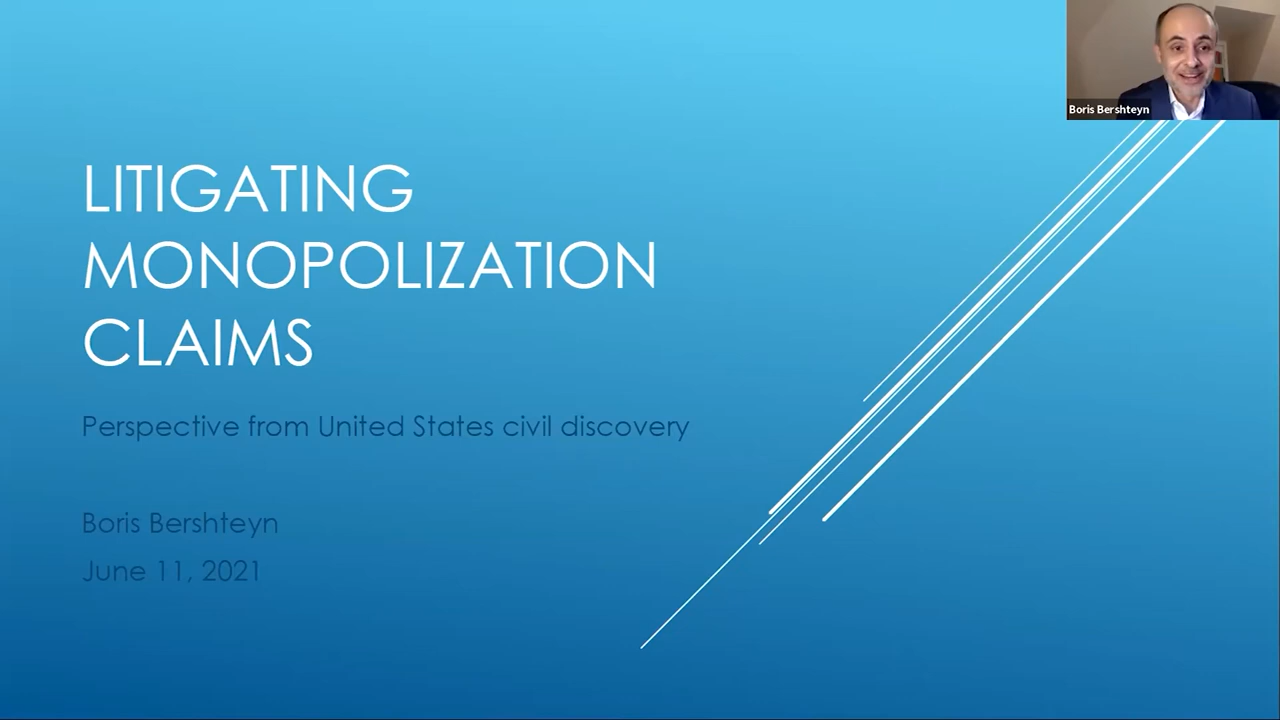 Boris Bershteyn
LITIGATING
MONOPOLIZATION
CLAIMS
Perspective from United States civil discovery
Boris Bershteyn
June 11, 2021